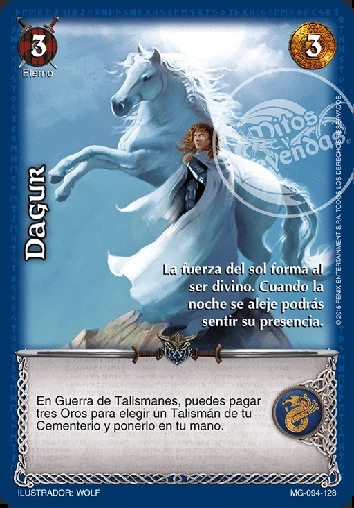 3
Eterno
3
Mitos
y
Leyendas
DAGUR
La fuerza del sol forma al
ser divino. Cuando la
noche se aleje podrás
sentir su presencia.
En Guerra de Talismanes, puedes pagar
tres Oros para elegir un Talismán de tu
Cementerio y ponerlo en tu mano.
ILUSTRADOR: WOLF
MG-094-128